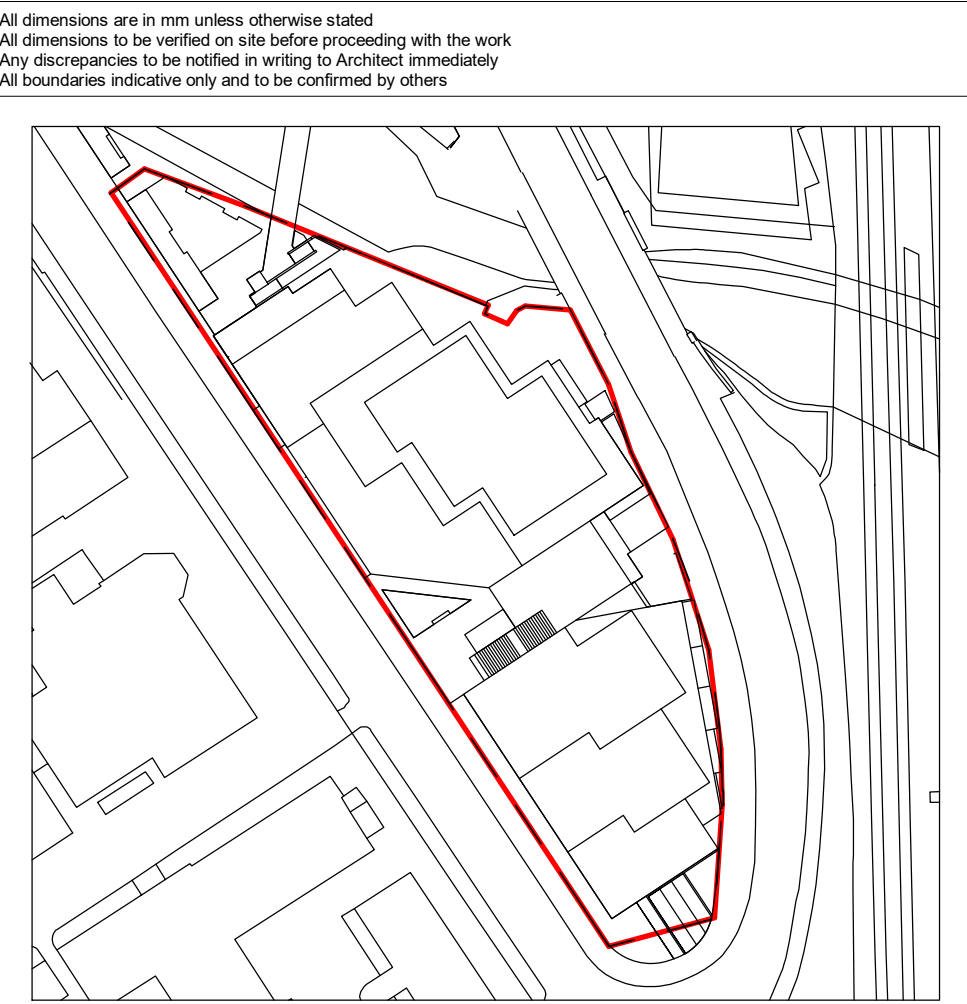 All dimensions are in mm unless otherwise stated
All dimensions to be verified on site before proceeding with the work
Any discrepancies to be notified in writing to Architect immediately
All boundaries indicative only and to be confirmed by others